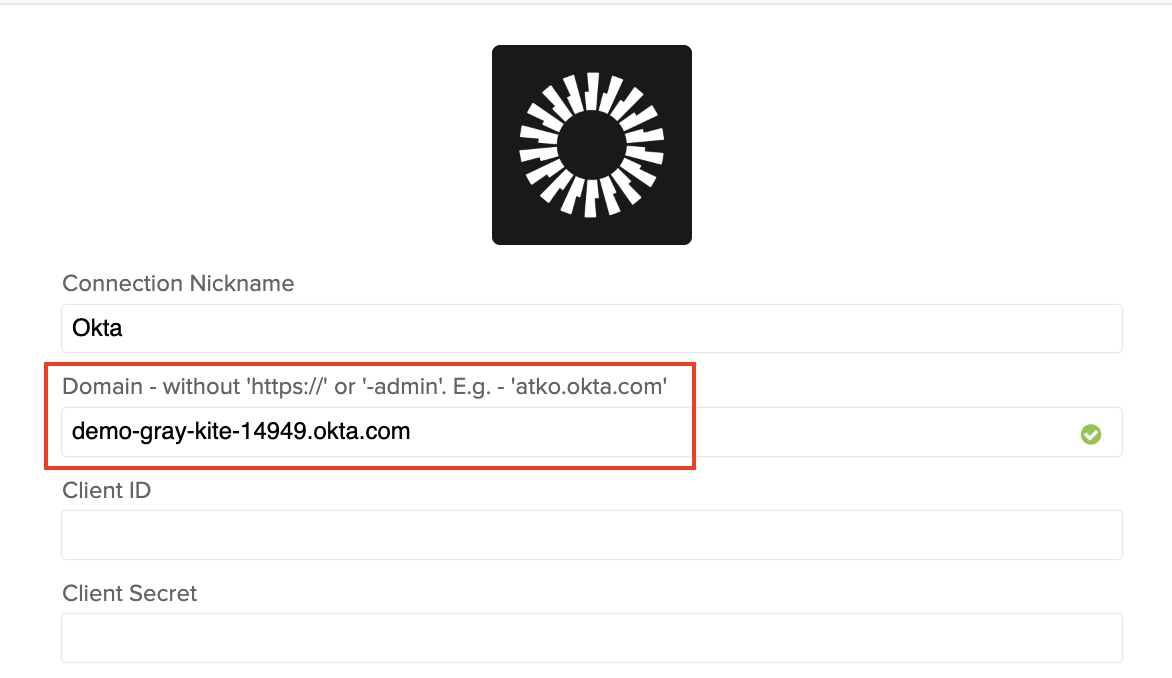 Connection Nickname
Okta
Domain - without 'https://' or '-admin'. E.g. - 'atko.okta.com'
demo-gray-kite-14949.okta.com
Client ID
Client Secret